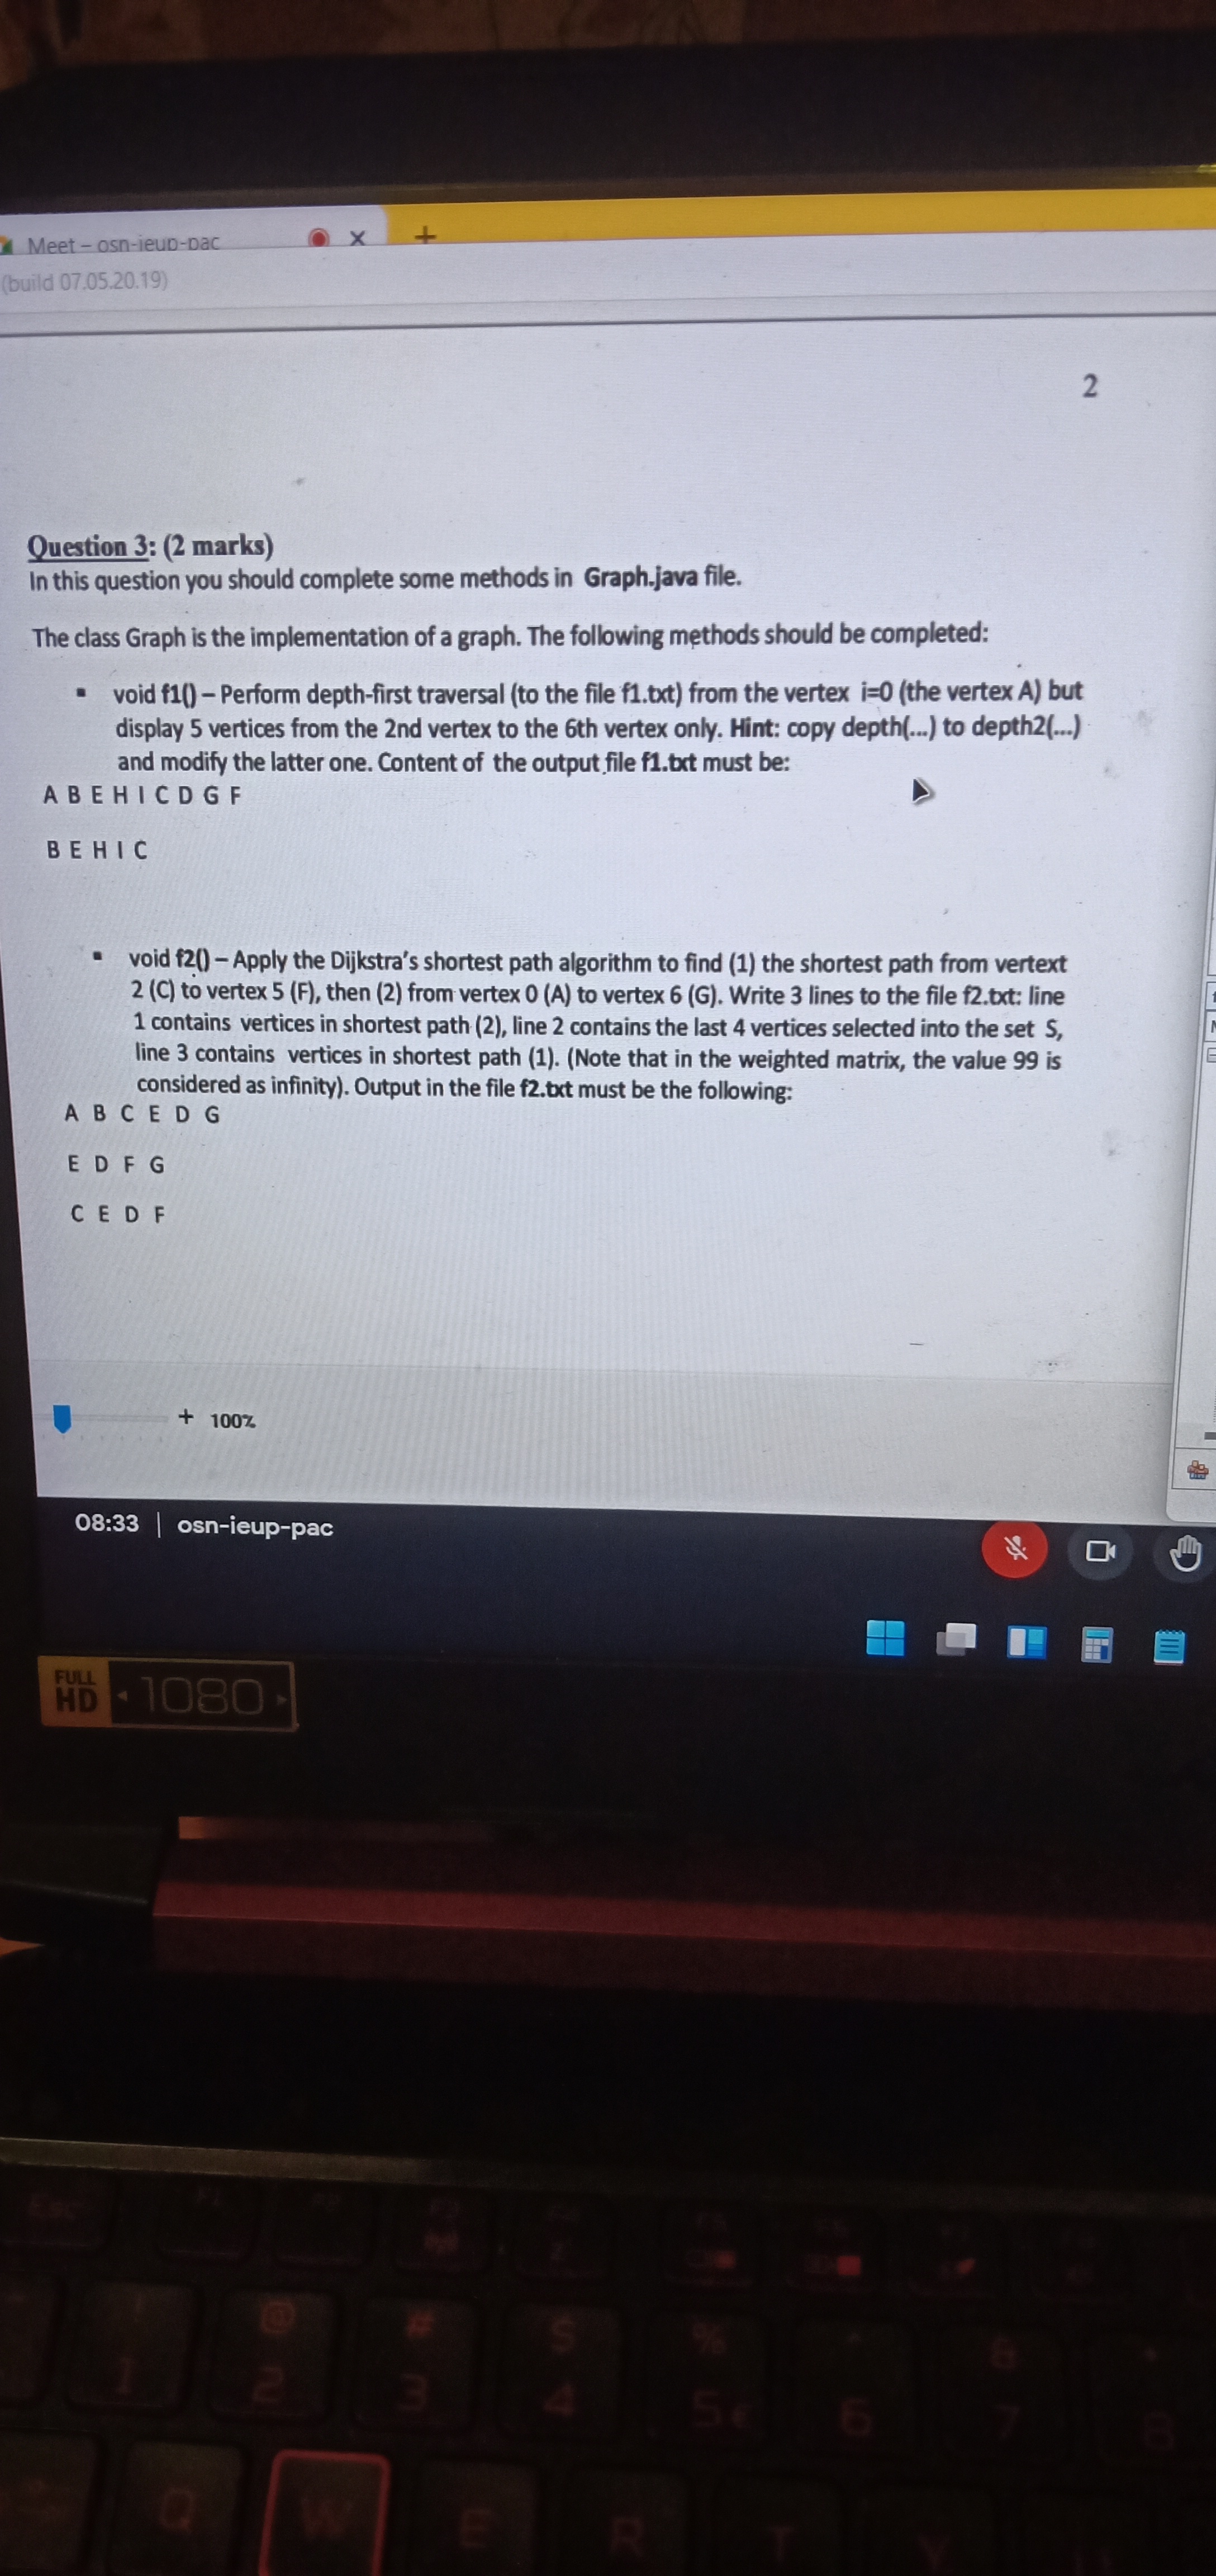 Meet – osn-ieup-pac
(build 07.05.20.19)
2
Question 3: (2 marks)
In this question you should complete some methods in Graph.java file.
The class Graph is the implementation of a graph. The following methods should be completed:
▪ void f1() – Perform depth-first traversal (to the file f1.txt) from the vertex i=0 (the vertex A) but
display 5 vertices from the 2nd vertex to the 6th vertex only. Hint: copy depth(...) to depth2(...)
and modify the latter one. Content of the output file f1.txt must be:
A B E H I C D G F
B E H I C
▪ void f2() – Apply the Dijkstra's shortest path algorithm to find (1) the shortest path from vertext
2 (C) to vertex 5 (F), then (2) from vertex 0 (A) to vertex 6 (G). Write 3 lines to the file f2.txt: line
1 contains vertices in shortest path (2), line 2 contains the last 4 vertices selected into the set S,
line 3 contains vertices in shortest path (1). (Note that in the weighted matrix, the value 99 is
considered as infinity). Output in the file f2.txt must be the following:
A B C E D G
E D F G
C E D F
+ 100%
08:33 | osn-ieup-pac
FULL
HD 1080
Esc
@ # $ %
1 2 3 4 5 € 6 7 8
Q W E R T Y